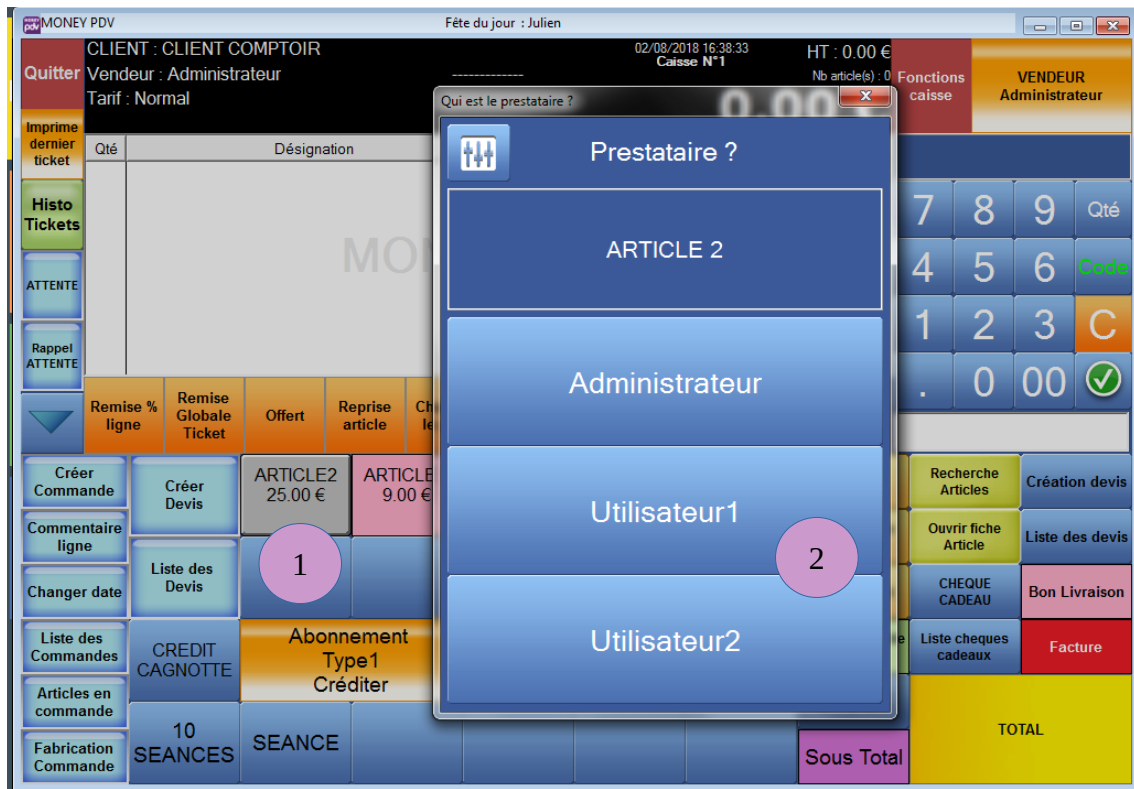 MONEY PDV
Fête du jour : Julien
Quitter
CLIENT : CLIENT COMPTOIR
Vendeur : Administrateur
Tarif : Normal
-------------
02/08/2018 16:38:33
Caisse N°1
HT : 0.00 €
Nb article(s) : 0
Fonctions
caisse
VENDEUR
Administrateur
Imprime
dernier
ticket
Qté
Désignation
Histo
Tickets
ATTENTE
Rappel
ATTENTE
Qui est le prestataire ?
Prestataire ?
ARTICLE 2
Administrateur
Utilisateur1
Utilisateur2
7 8 9 Qté
4 5 6 Code
1 2 3 C
. 0 00
Remise %
ligne
Remise
Globale
Ticket
Offert
Reprise
article
Créer
Commande
Créer
Devis
ARTICLE2
25.00 €
ARTICLE
9.00 €
Commentaire
ligne
Changer date
Liste des
Devis
1
2
Liste des
Commandes
CREDIT
CAGNOTTE
Abonnement
Type1
Créditer
Articles en
commande
Fabrication
Commande
10
SEANCES
SEANCE
Recherche
Articles
Création devis
Ouvrir fiche
Article
Liste des devis
CHEQUE
CADEAU
Bon Livraison
Liste cheques
cadeaux
Facture
Sous Total
TOTAL